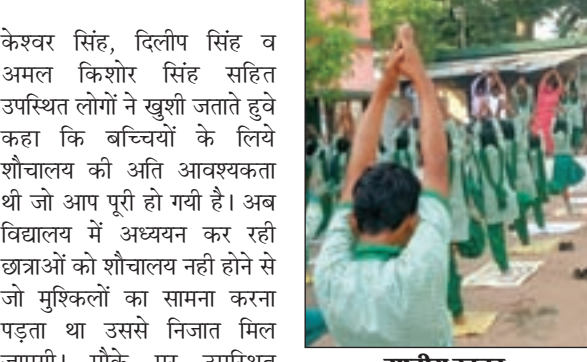 केश्वर सिंह, दिलीप सिंह व
अमल किशोर सिंह सहित
उपस्थित लोगों ने खुशी जताते हुवे
कहा कि बच्चियों के लिये
शौचालय की अति आवश्यकता
थी जो आप पूरी हो गयी है। अब
विद्यालय में अध्ययन कर रही
छात्राओं को शौचालय नही होने से
जो मुश्किलों का सामना करना
पड़ता था उससे निजात मिल